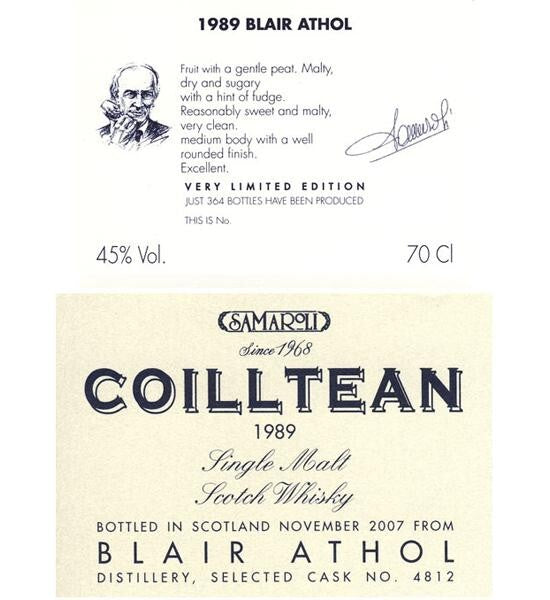 1989 BLAIR ATHOL
Fruit with a gentle peat. Malty,
dry and sugary
with a hint of fudge.
Reasonably sweet and malty,
very clean.
medium body with a well
rounded finish.
Excellent.
Samaroli
VERY LIMITED EDITION
JUST 364 BOTTLES HAVE BEEN PRODUCED
THIS IS No.
45% Vol.
70 Cl
SAMAROLI
Since 1968
COILLTEAN
1989
Single Malt
Scotch Whisky
BOTTLED IN SCOTLAND NOVEMBER 2007 FROM
BLAIR ATHOL
DISTILLERY, SELECTED CASK NO. 4812